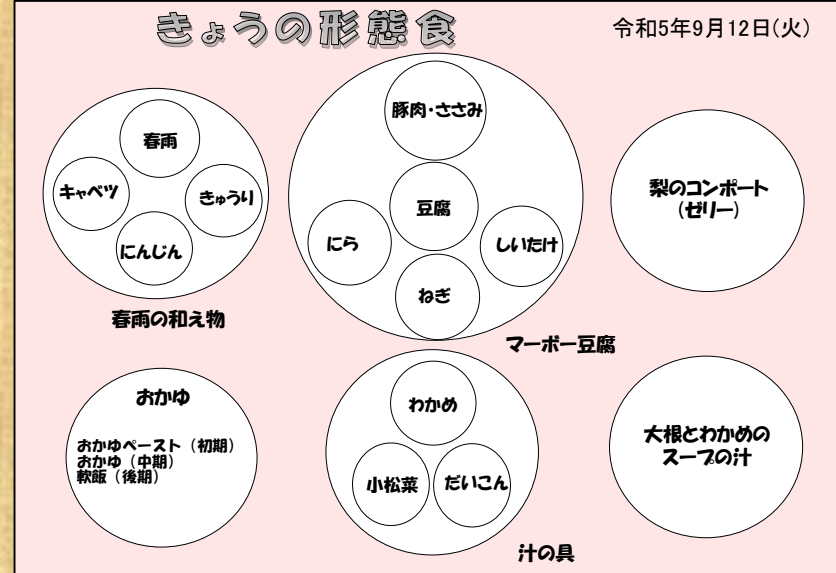 きょうの形態食
令和5年9月12日(火)
春雨
キャベツ
きゅうり
にんじん
春雨の和え物
豚肉・ささみ
豆腐
にら
しいたけ
ねぎ
マーボー豆腐
梨のコンポート
(ゼリー)
おかゆ
おかゆペースト（初期）
おかゆ（中期）
軟飯（後期）
わかめ
小松菜
だいこん
汁の具
大根とわかめの
スープの汁